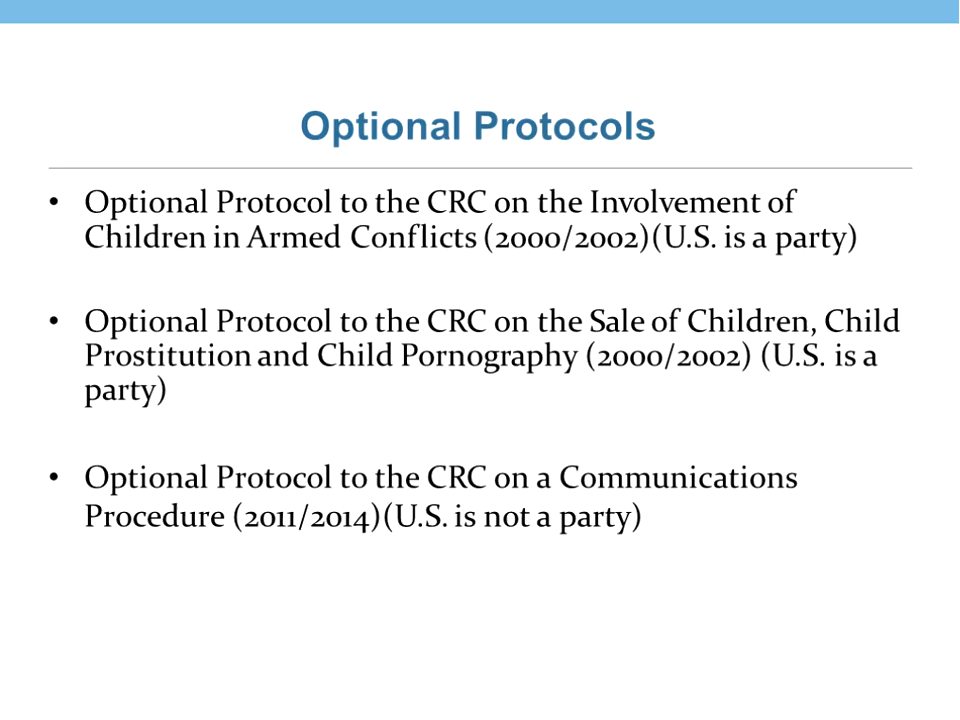 Optional Protocols
• Optional Protocol to the CRC on the Involvement of
Children in Armed Conflicts (2000/2002)(U.S. is a party)
• Optional Protocol to the CRC on the Sale of Children, Child
Prostitution and Child Pornography (2000/2002) (U.S. is a
party)
• Optional Protocol to the CRC on a Communications
Procedure (2011/2014)(U.S. is not a party)